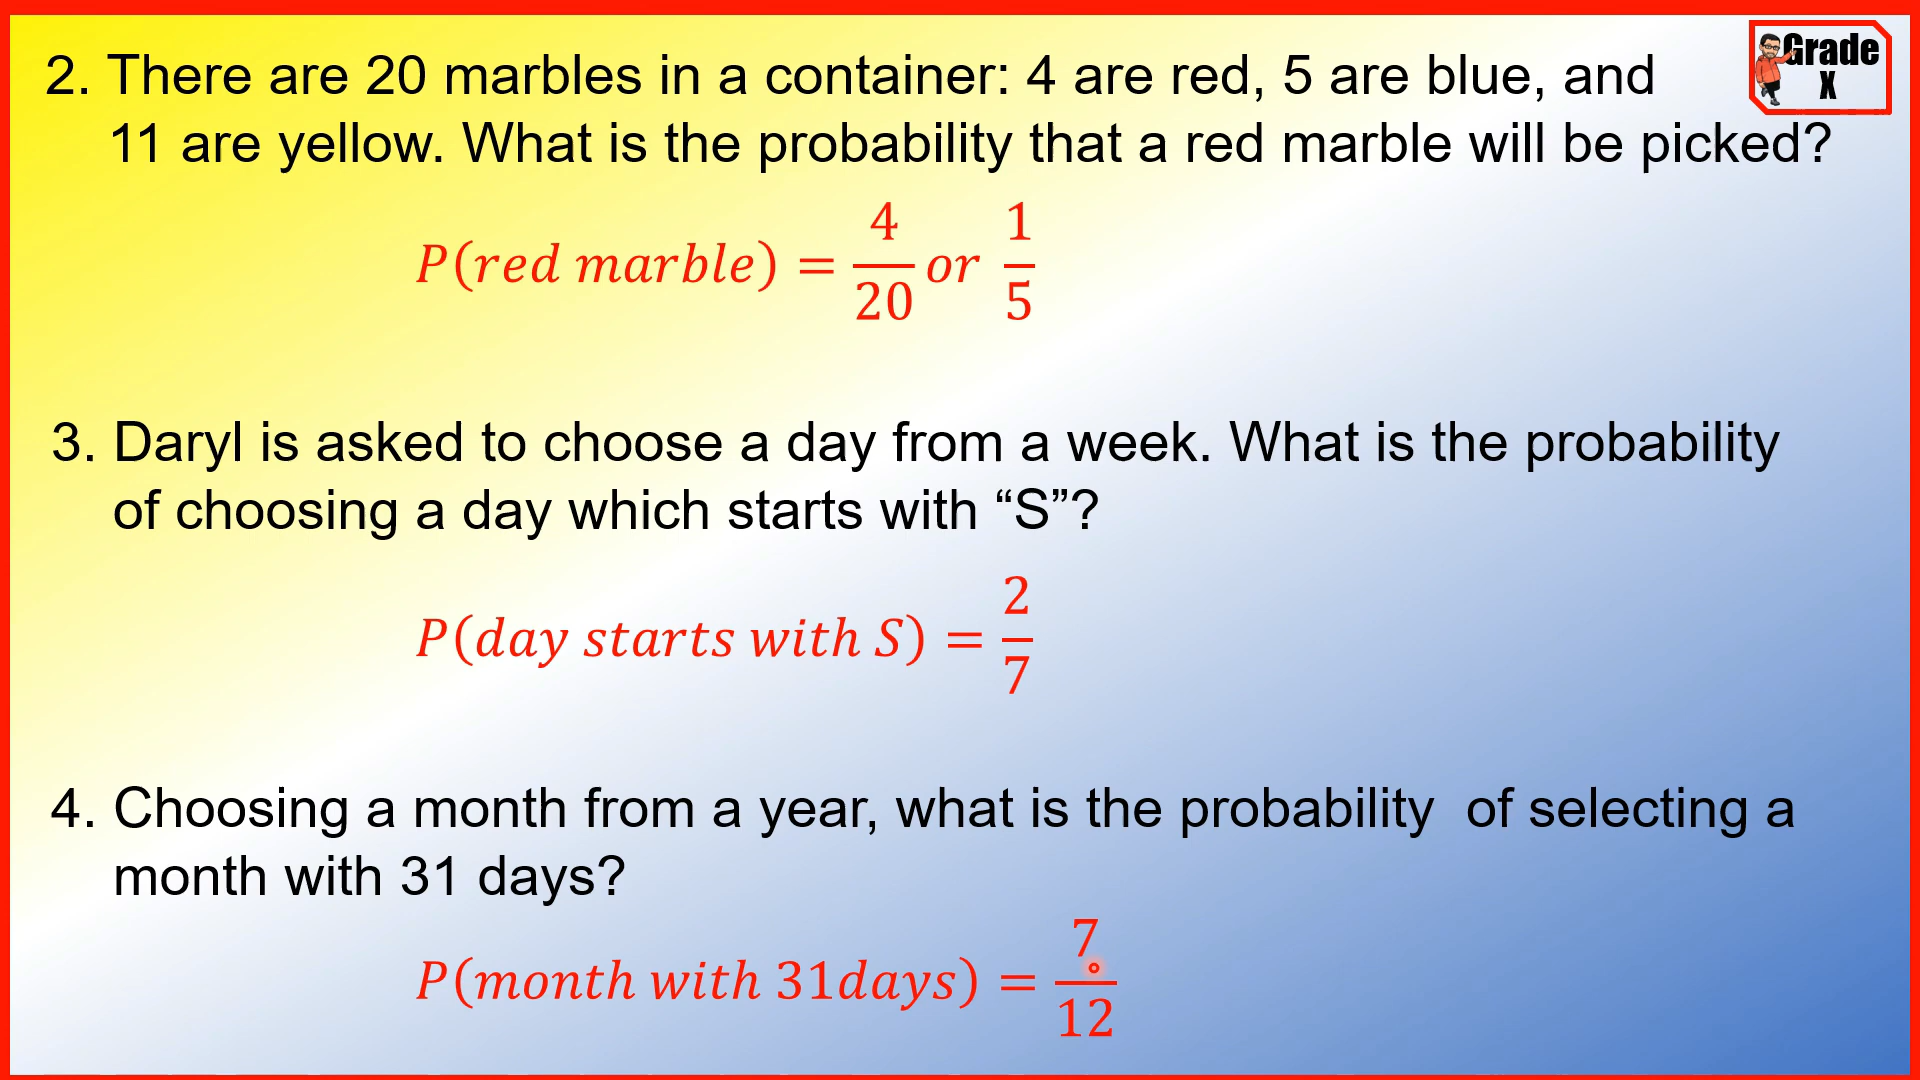 Grade
X
2. There are 20 marbles in a container: 4 are red, 5 are blue, and
11 are yellow. What is the probability that a red marble will be picked?
P(red marble) = 4/20 or 1/5
3. Daryl is asked to choose a day from a week. What is the probability
of choosing a day which starts with “S”?
P(day starts with S) = 2/7
4. Choosing a month from a year, what is the probability  of selecting a
month with 31 days?
P(month with 31days) = 7/12